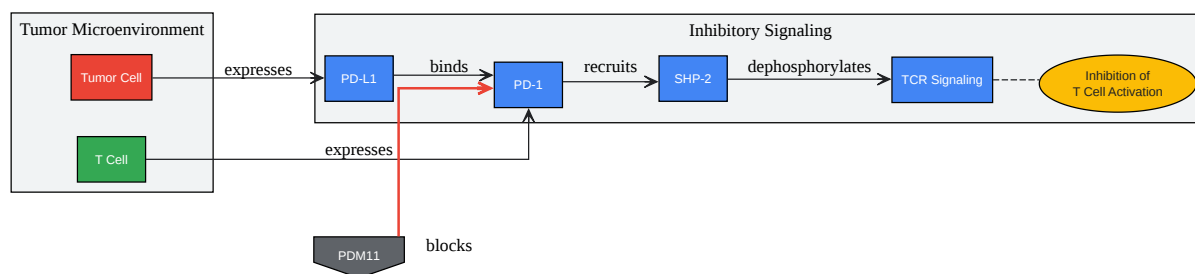 Tumor Microenvironment
Inhibitory Signaling
Tumor Cell
expresses
PD-L1
binds
PD-1
recruits
SHP-2
dephosphorylates
TCR Signaling
Inhibition of
T Cell Activation
T Cell
expresses
PDM11
blocks